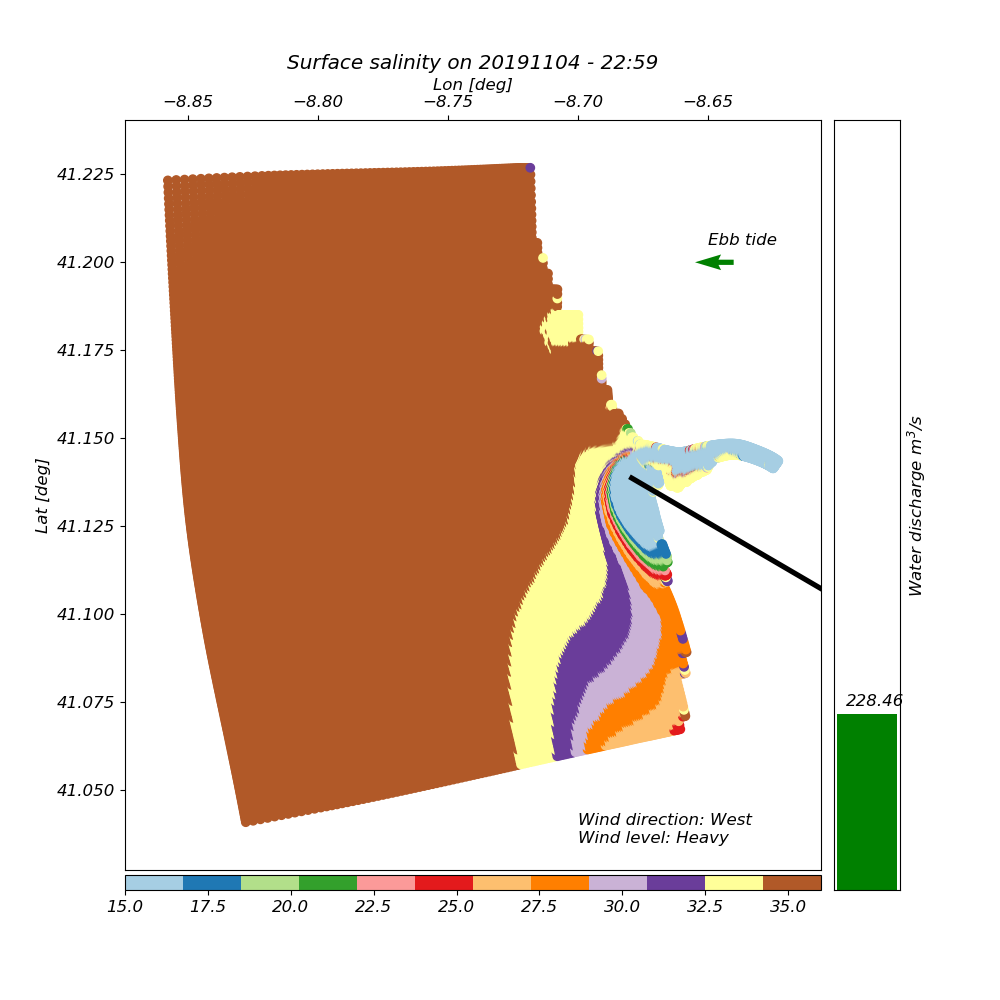 Surface salinity on 20191104 - 22:59
Lon [deg]
−8.85 −8.80 −8.75 −8.70 −8.65
41.225
41.200
41.175
41.150
41.125
41.100
41.075
41.050
Lat [deg]
Ebb tide
Water discharge m³/s
228.46
Wind direction: West
Wind level: Heavy
15.0 17.5 20.0 22.5 25.0 27.5 30.0 32.5 35.0